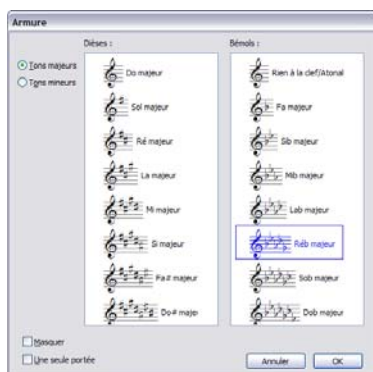 Armure
Dièses :
Bémols :
Tons majeurs
Tons mineurs
Do majeur
Sol majeur
Ré majeur
La majeur
Mi majeur
Si majeur
Fa# majeur
Do# majeur
Rien à la clef/Atonal
Fa majeur
Sib majeur
Mib majeur
Lab majeur
Réb majeur
Solb majeur
Dob majeur
Masquer
Une seule portée
Annuler
OK